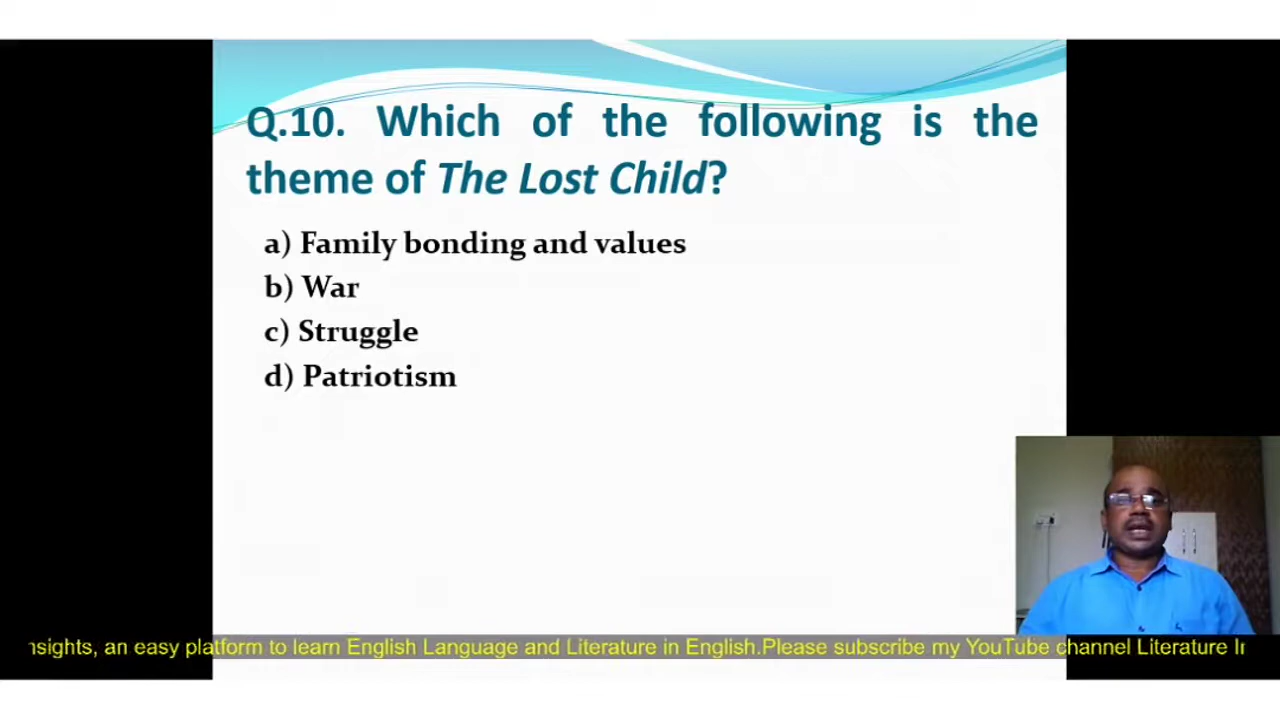 Q.10. Which of the following is the
theme of The Lost Child?
a) Family bonding and values
b) War
c) Struggle
d) Patriotism
nsights, an easy platform to learn English Language and Literature in English.Please subscribe my YouTube channel Literature I